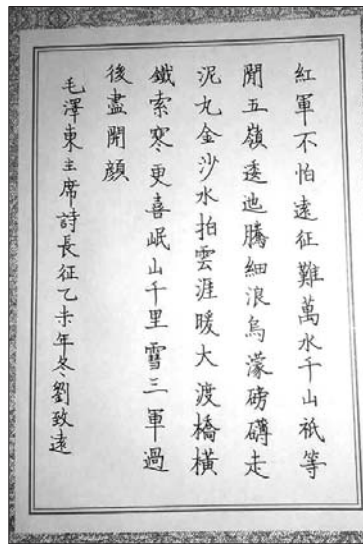 紅軍不怕遠征難萬水千山祇等
閒五嶺逶迤騰細浪烏濛磅礴走
泥丸金沙水拍雲涯暖大渡橋橫
鐵索寒更喜岷山千里雪三軍過
後盡開顔
毛澤東主席詩長征乙未年冬劉致遠